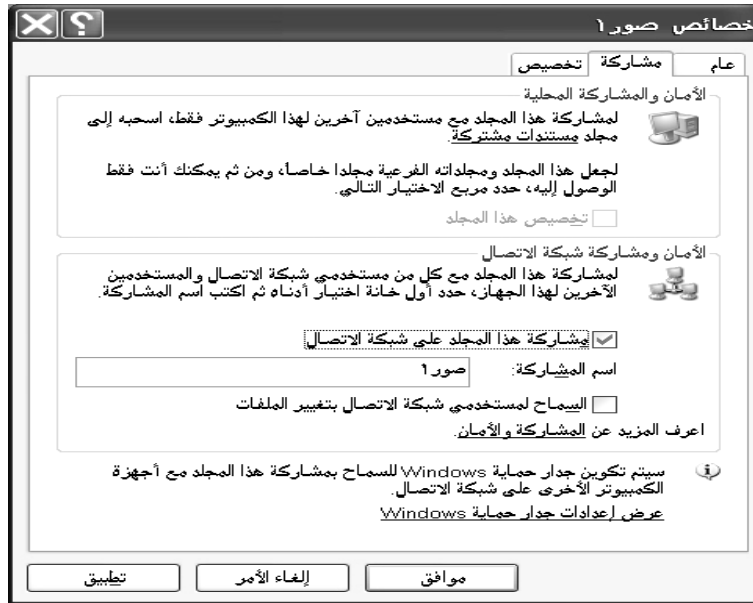 خصائص صور١
عام
مشاركة
تخصيص
الأمان والمشاركة المحلية
لمشاركة هذا المجلد مع مستخدمين آخرين لهذا الكمبيوتر فقط، اسحبه إلى
مجلد مستندات مشتركة.
لجعل هذا المجلد ومجلداته الفرعية مجلدا خاصاً، ومن ثم يمكنك أنت فقط
الوصول إليه، حدد مربع الاختيار التالي.
تخصيص هذا المجلد
الأمان ومشاركة شبكة الاتصال
لمشاركة هذا المجلد مع كل من مستخدمي شبكة الاتصال والمستخدمين
الآخرين لهذا الجهاز، حدد أول خانة اختيار أدناه ثم اكتب اسم المشاركة.
مشاركة هذا المجلد على شبكة الاتصال
اسم المشاركة: صور١
السماح لمستخدمي شبكة الاتصال بتغيير الملفات
اعرف المزيد عن المشاركة والأمان.
سيتم تكوين جدار حماية Windows للسماح بمشاركة هذا المجلد مع أجهزة
الكمبيوتر الأخرى على شبكة الاتصال.
عرض إعدادات جدار حماية Windows
موافق
إلغاء الأمر
تطبيق